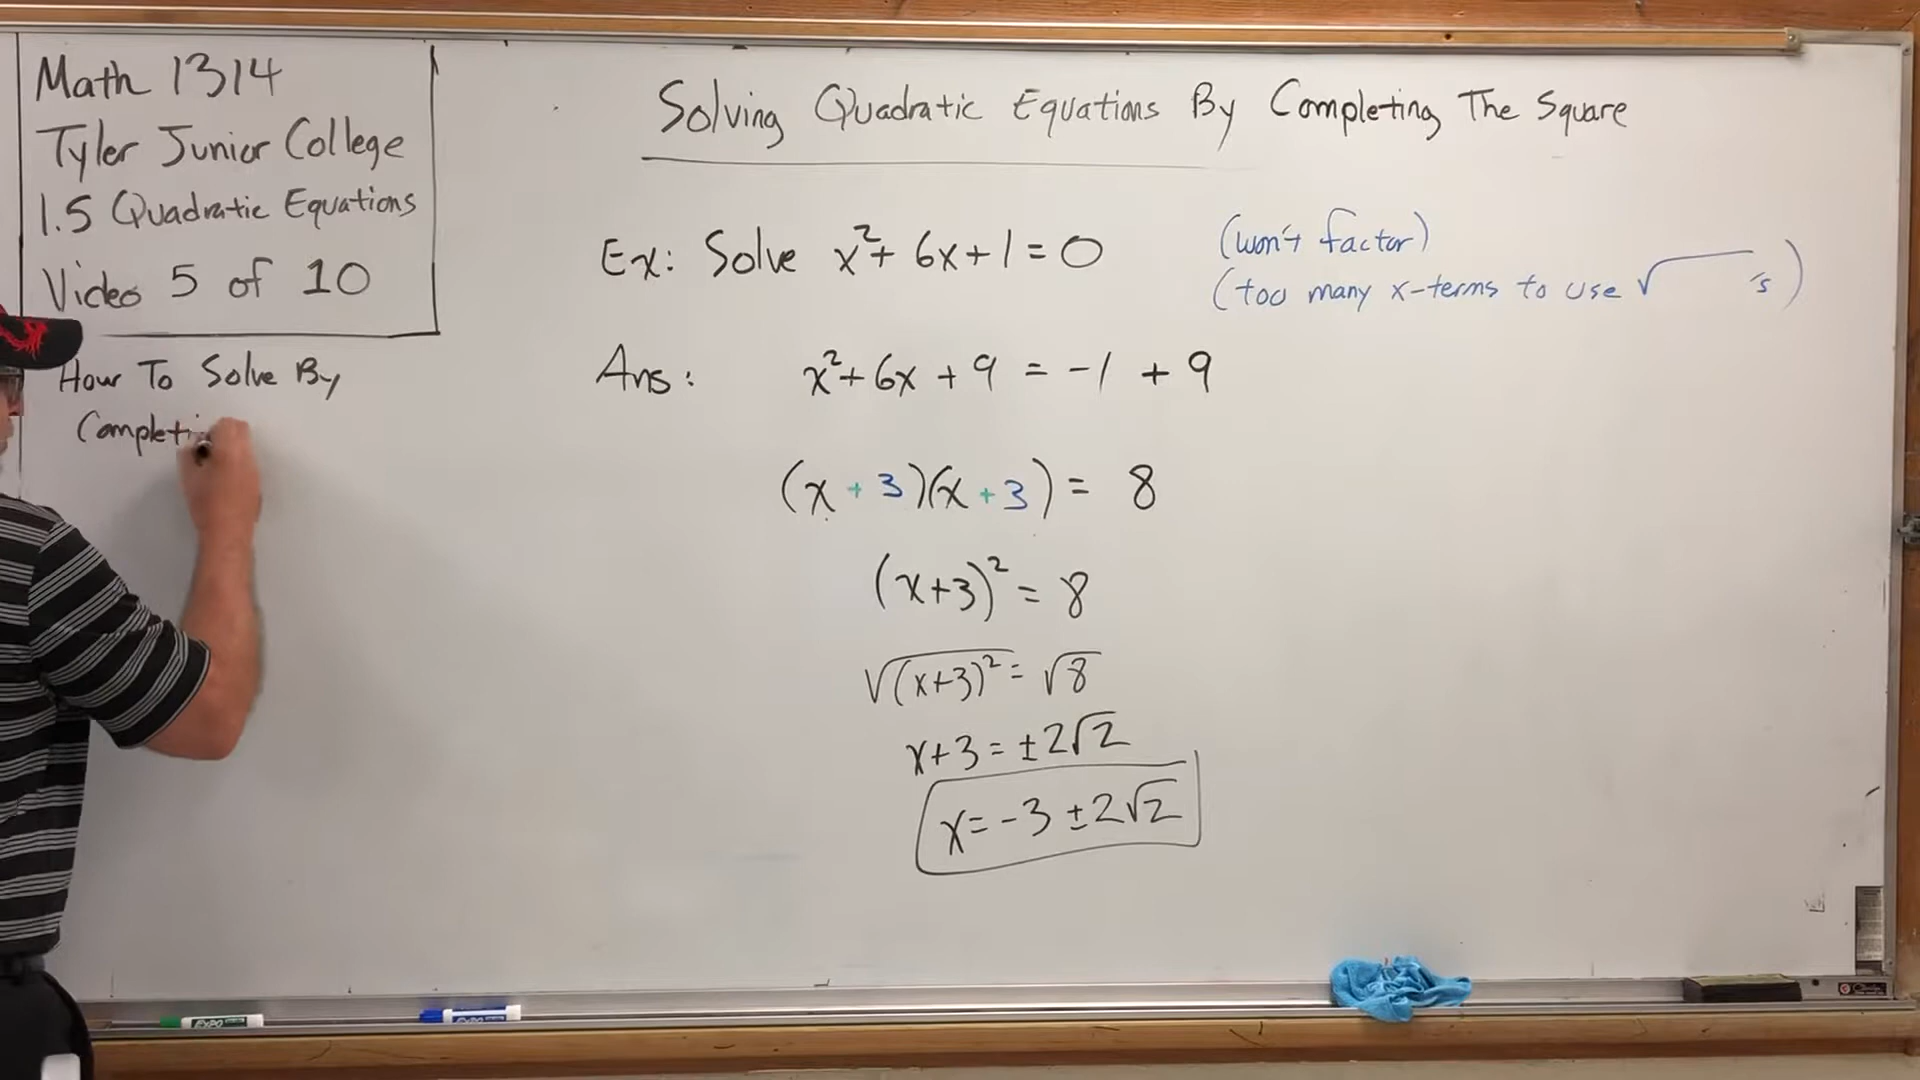 Math 1314
Tyler Junior College
1.5 Quadratic Equations
Video 5 of 10
How To Solve By
Completi
Solving Quadratic Equations By Completing The Square
Ex: Solve x²+ 6x+1=0
(won't factor)
(too many x-terms to use √ 's)
Ans: x²+6x + 9 = -1 + 9
(x + 3)(x + 3) = 8
(x+3)² = 8
√(x+3)² = √8
x+3 = ±2√2
x= -3 ±2√2
EXPO
EXPO